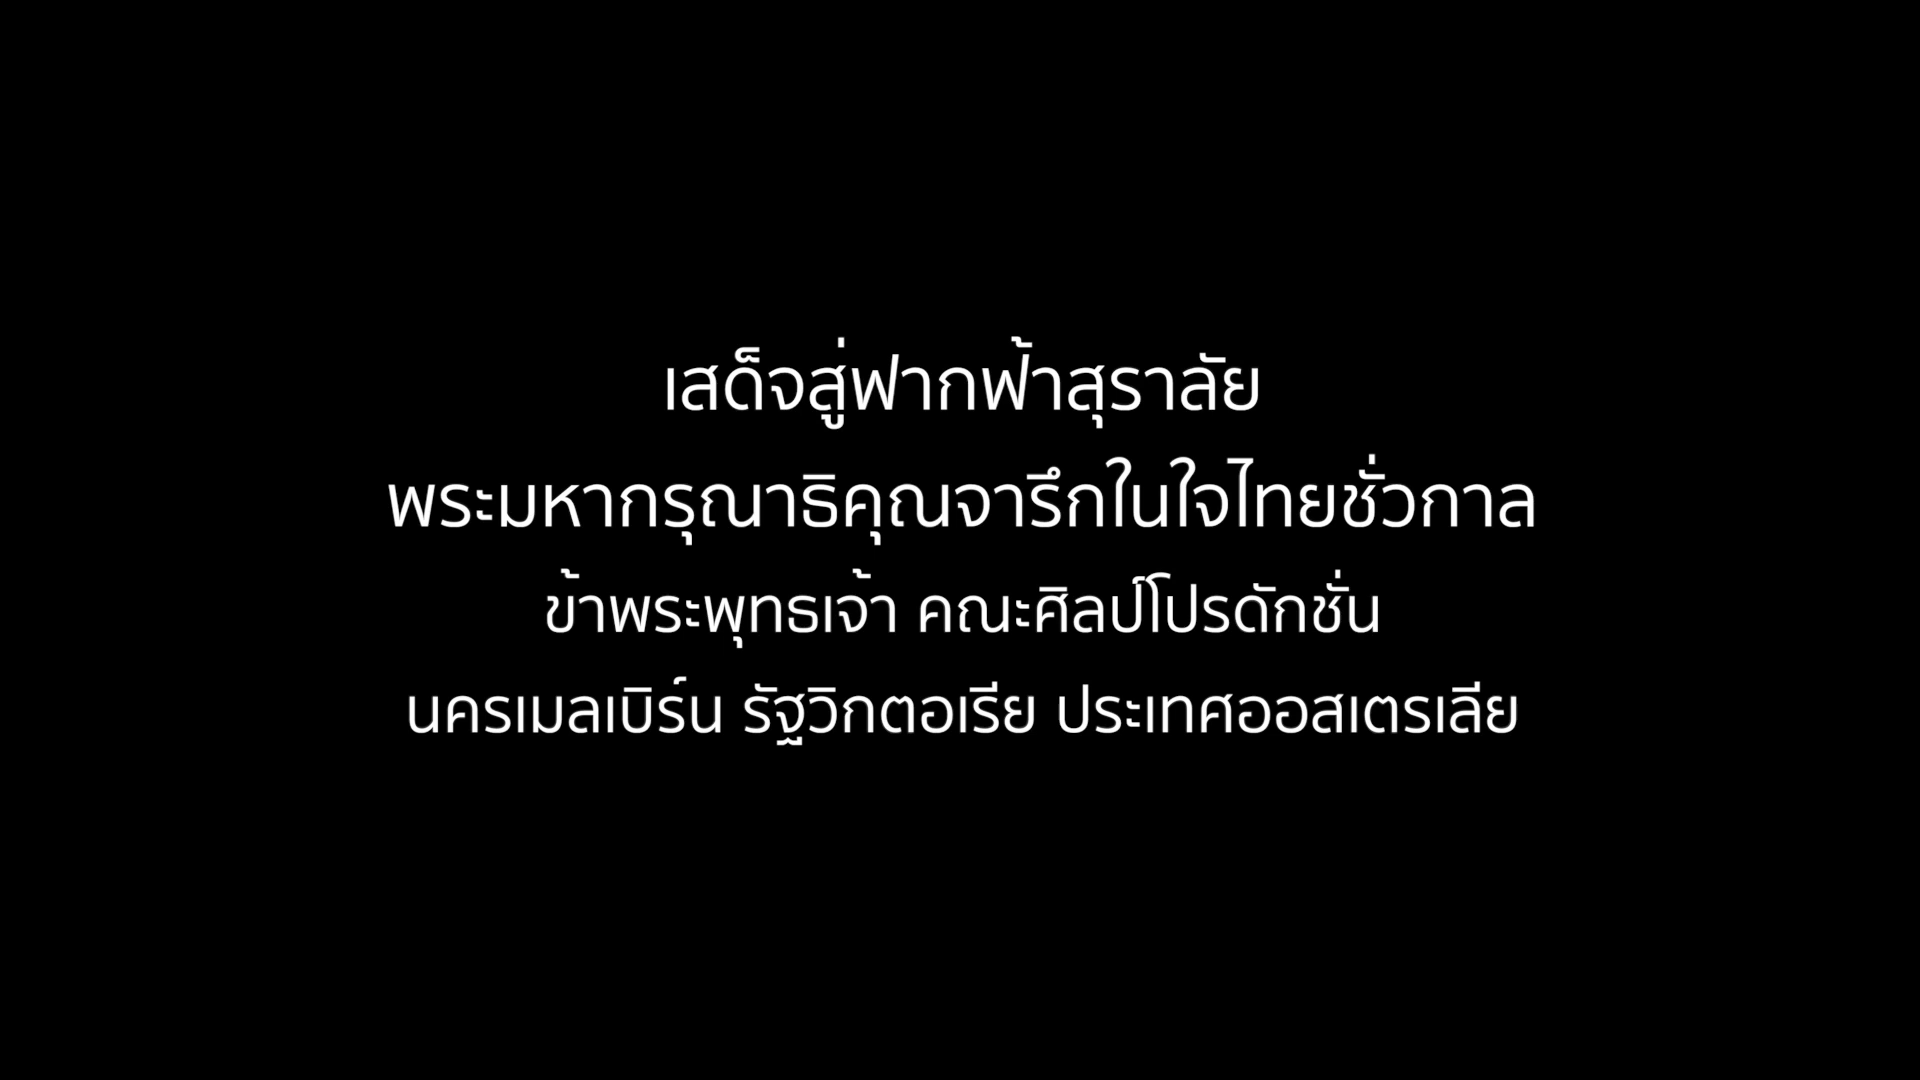 เสด็จสู่ฟากฟ้าสุราลัย
พระมหากรุณาธิคุณจารึกในใจไทยชั่วกาล
ข้าพระพุทธเจ้า คณะศิลป์โปรดักชั่น
นครเมลเบิร์น รัฐวิกตอเรีย ประเทศออสเตรเลีย